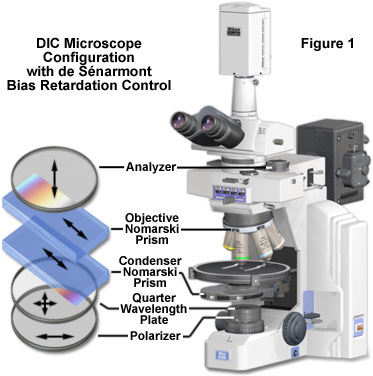 DIC Microscope
Configuration
with de Sénarmont
Bias Retardation Control
Figure 1
Nikon
Analyzer
Objective
Nomarski
Prism
Condenser
Nomarski
Prism
Quarter
Wavelength
Plate
Polarizer